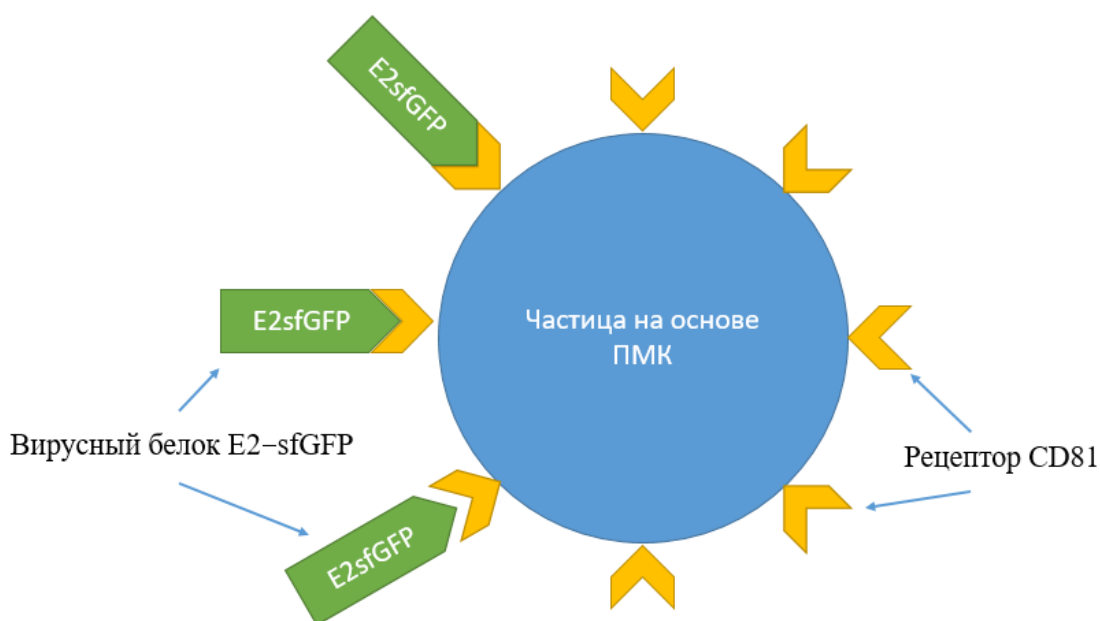 E2sfGFP
E2sfGFP
Частица на основе
ПМК
Вирусный белок E2–sfGFP
Рецептор CD81
E2sfGFP